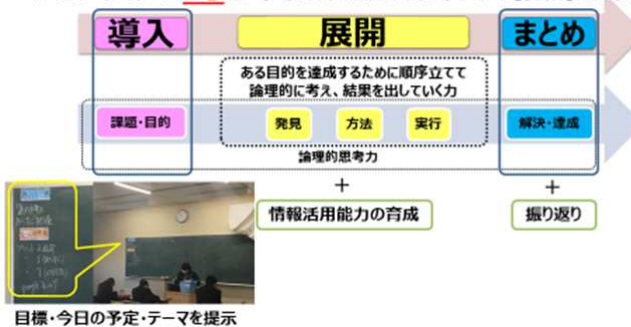 導入
展開
まとめ
ある目的を達成するために順序立てて
論理的に考え、結果を出していく力
課題・目的
発見
方法
実行
解決・達成
論理的思考力
+
+
情報活用能力の育成
振り返り
目標・今日の予定・テーマを提示